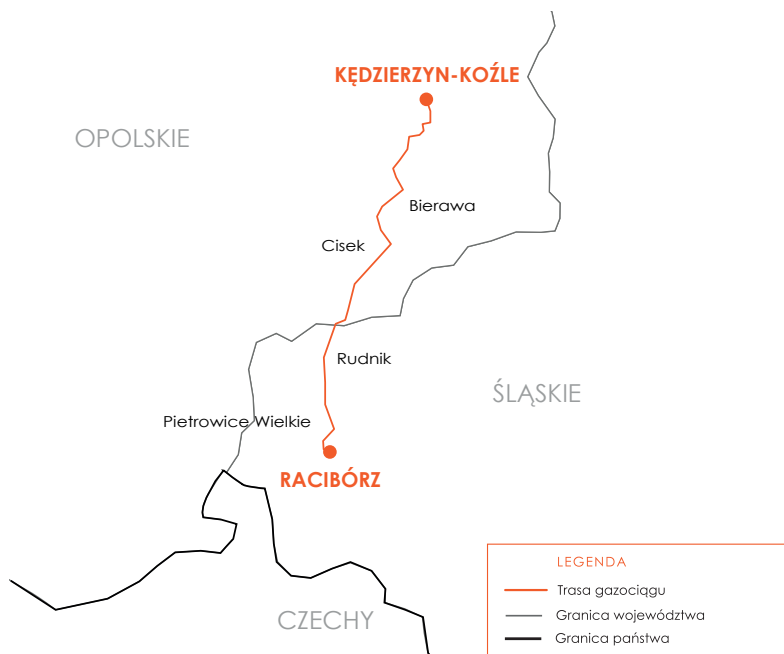 KĘDZIERZYN-KOŹLE
OPOLSKIE
Bierawa
Cisek
Rudnik
ŚLĄSKIE
Pietrowice Wielkie
RACIBÓRZ
LEGENDA
Trasa gazociągu
Granica województwa
CZECHY
Granica państwa